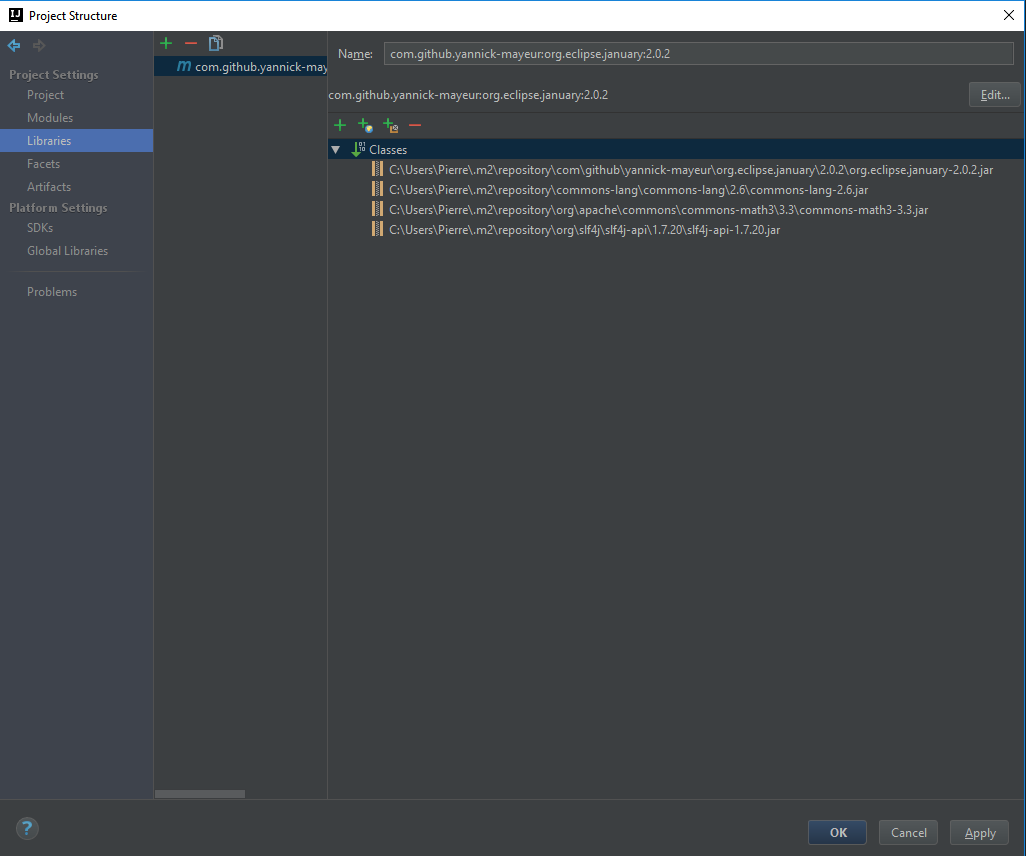 IJ Project Structure
Project Settings
Project
Modules
Libraries
Facets
Artifacts
Platform Settings
SDKs
Global Libraries
Problems
m com.github.yannick-may
Name: com.github.yannick-mayeur:org.eclipse.january:2.0.2
com.github.yannick-mayeur:org.eclipse.january:2.0.2 Edit...
Classes
C:\Users\Pierre\.m2\repository\com\github\yannick-mayeur\org.eclipse.january\2.0.2\org.eclipse.january-2.0.2.jar
C:\Users\Pierre\.m2\repository\commons-lang\commons-lang\2.6\commons-lang-2.6.jar
C:\Users\Pierre\.m2\repository\org\apache\commons\commons-math3\3.3\commons-math3-3.3.jar
C:\Users\Pierre\.m2\repository\org\slf4j\slf4j-api\1.7.20\slf4j-api-1.7.20.jar
? OK Cancel Apply